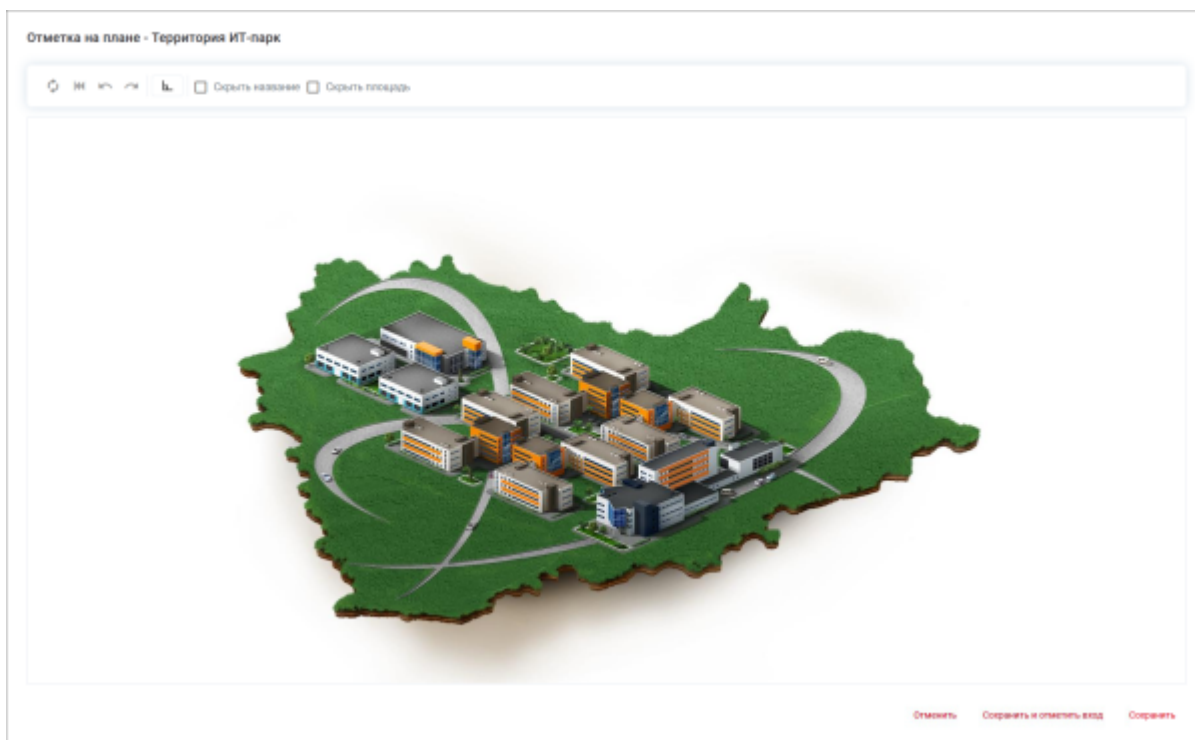 Отметка на плане - Территория ИТ-парк
Скрыть название Скрыть площадь
Отменить Сохранить и отметить вход Сохранить